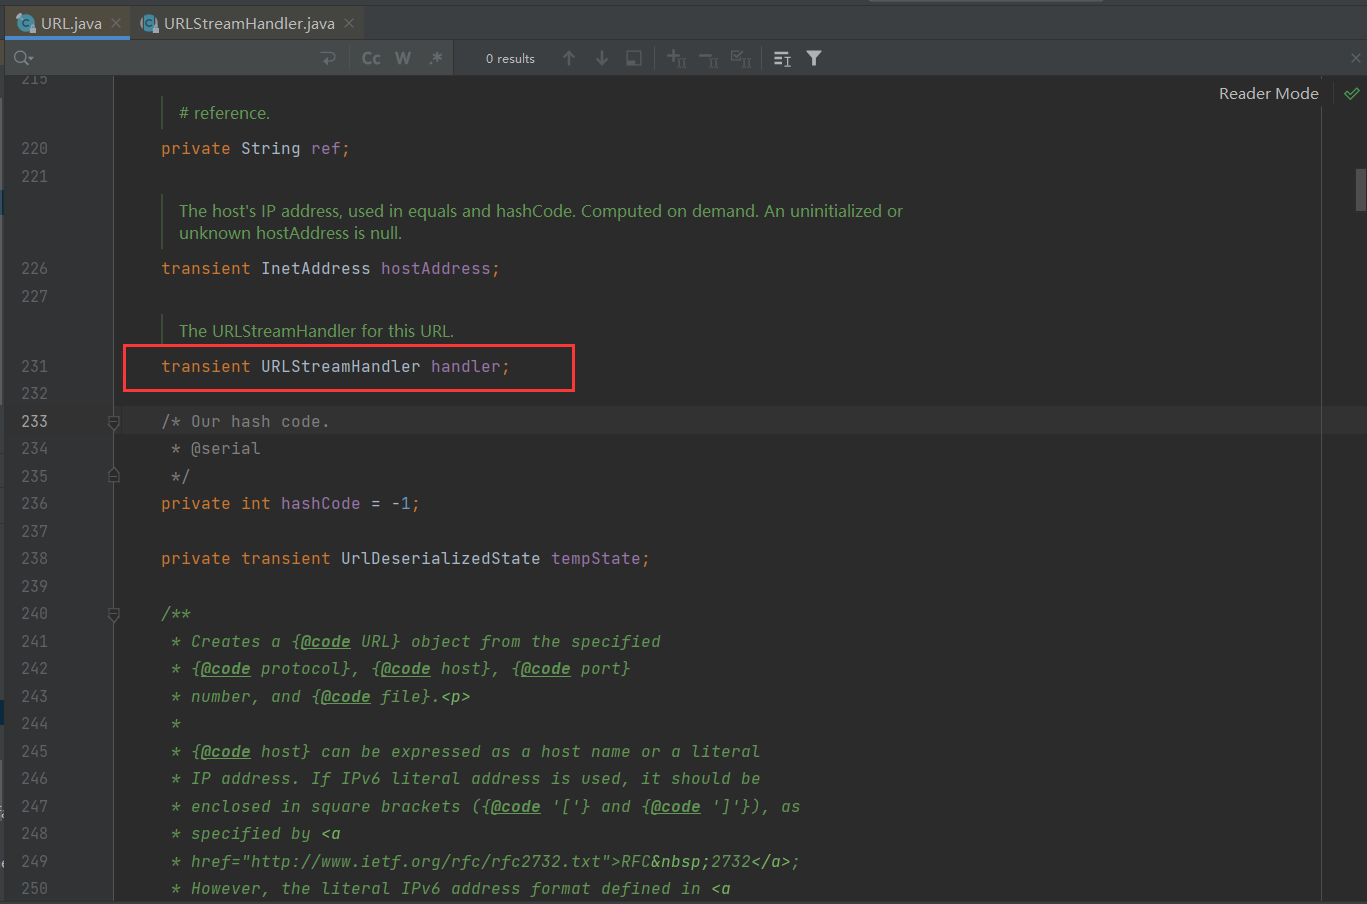 URL.java
URLStreamHandler.java
Cc W .* 0 results
Reader Mode
215
# reference.
220 private String ref;
221
The host's IP address, used in equals and hashCode. Computed on demand. An uninitialized or
unknown hostAddress is null.
226 transient InetAddress hostAddress;
227
The URLStreamHandler for this URL.
231 transient URLStreamHandler handler;
232
233 /* Our hash code.
234 * @serial
235 */
236 private int hashCode = -1;
237
238 private transient UrlDeserializedState tempState;
239
240 /**
241 * Creates a {@code URL} object from the specified
242 * {@code protocol}, {@code host}, {@code port}
243 * number, and {@code file}.<p>
244 *
245 * {@code host} can be expressed as a host name or a literal
246 * IP address. If IPv6 literal address is used, it should be
247 * enclosed in square brackets ({@code '['} and {@code ']'}), as
248 * specified by <a
249 * href="http://www.ietf.org/rfc/rfc2732.txt">RFC&nbsp;2732</a>;
250 * However, the literal IPv6 address format defined in <a